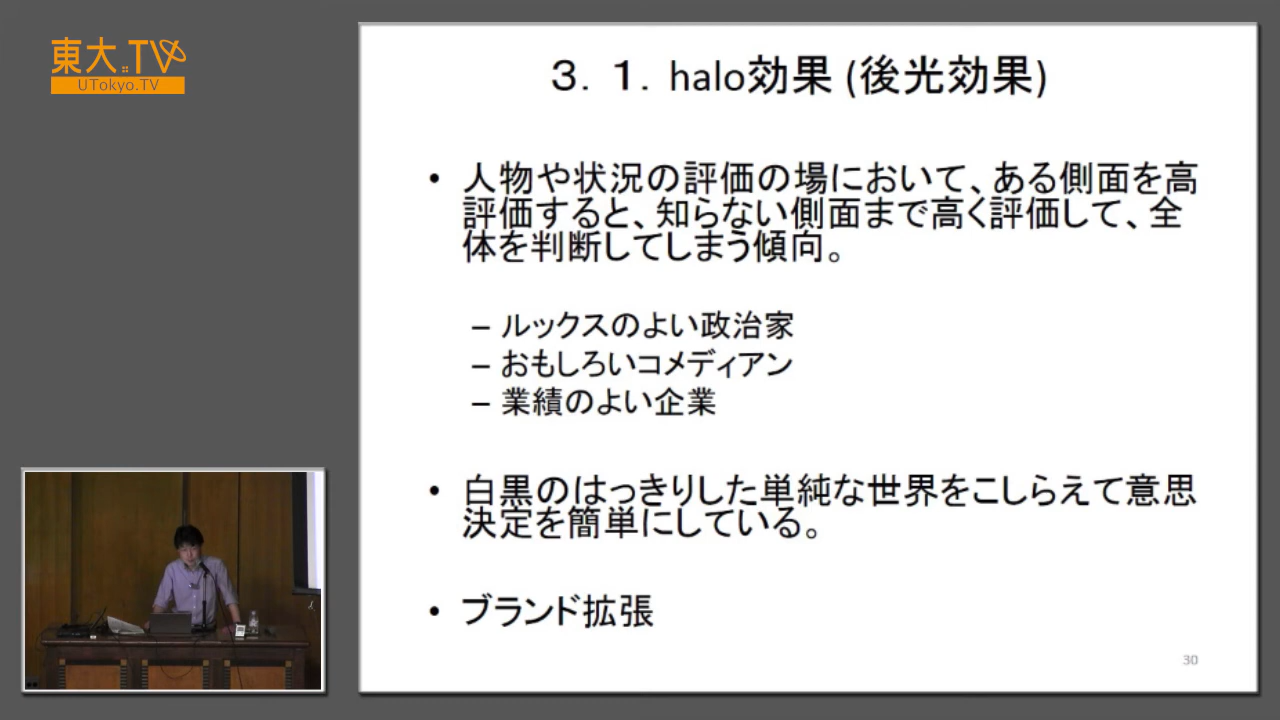 東大.TV
UTokyo.TV
3．1．halo効果 (後光効果)
• 人物や状況の評価の場において、ある側面を高
評価すると、知らない側面まで高く評価して、全
体を判断してしまう傾向。
– ルックスのよい政治家
– おもしろいコメディアン
– 業績のよい企業
• 白黒のはっきりした単純な世界をこしらえて意思
決定を簡単にしている。
• ブランド拡張
30